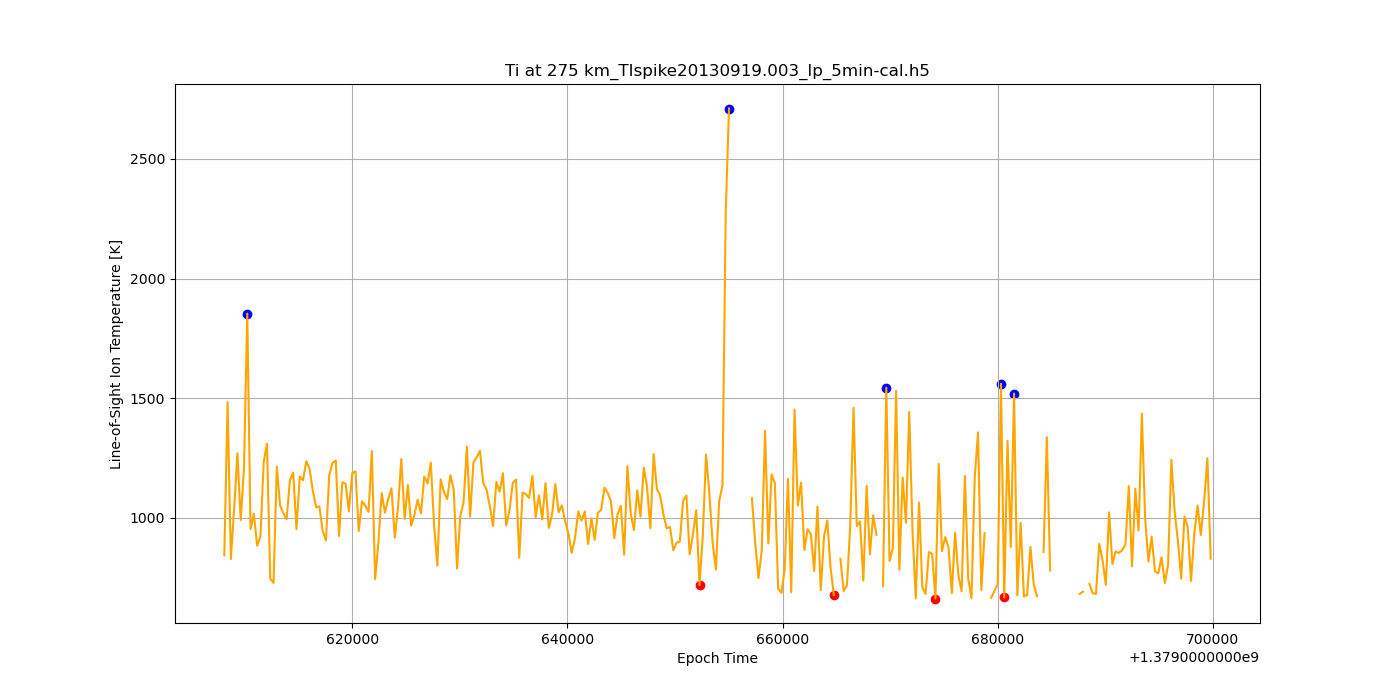 Ti at 275 km_TIspike20130919.003_lp_5min-cal.h5
Line-of-Sight Ion Temperature [K]
2500
2000
1500
1000
620000 640000 660000 680000 700000
Epoch Time
+1.3790000000e9